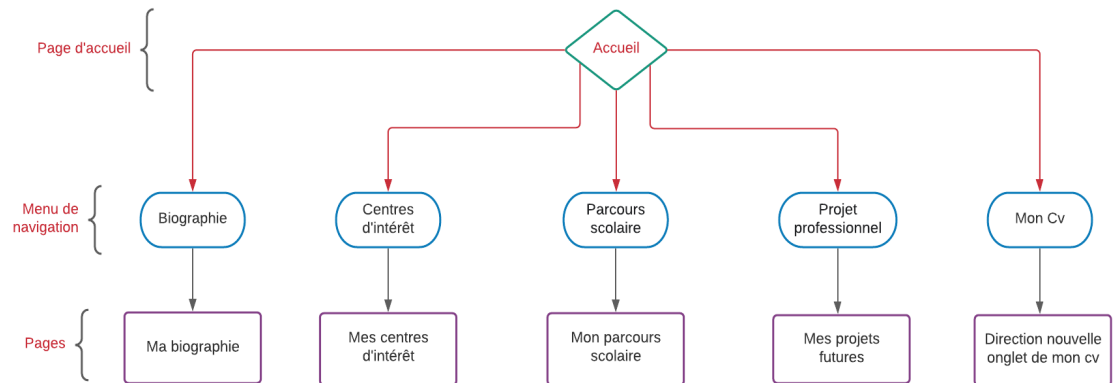 Page d'accueil
Accueil
Menu de
navigation
Biographie
Centres
d'intérêt
Parcours
scolaire
Projet
professionnel
Mon Cv
Pages
Ma biographie
Mes centres
d'intérêt
Mon parcours
scolaire
Mes projets
futures
Direction nouvelle
onglet de mon cv